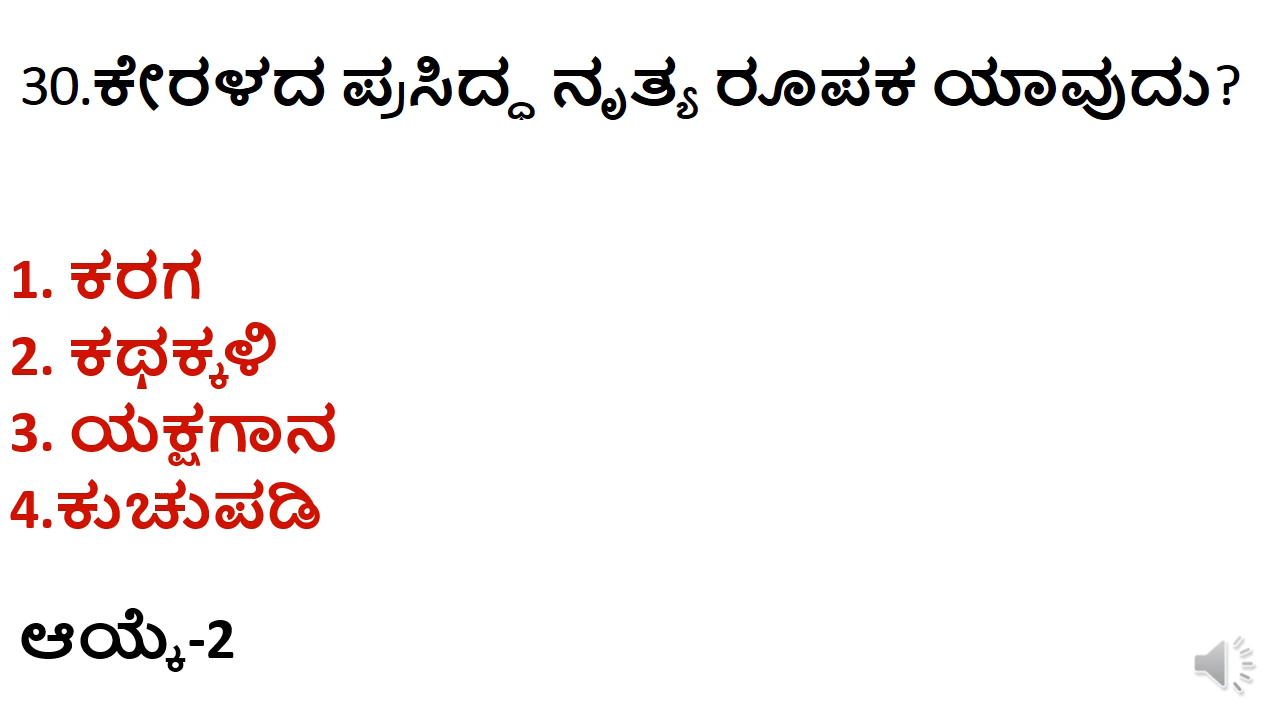 30.ಕೇರಳದ ಪ್ರಸಿದ್ಧ ನೃತ್ಯ ರೂಪಕ ಯಾವುದು?
1. ಕರಗ
2. ಕಥಕ್ಕಳಿ
3. ಯಕ್ಷಗಾನ
4.ಕುಚುಪಡಿ
ಆಯ್ಕೆ-2